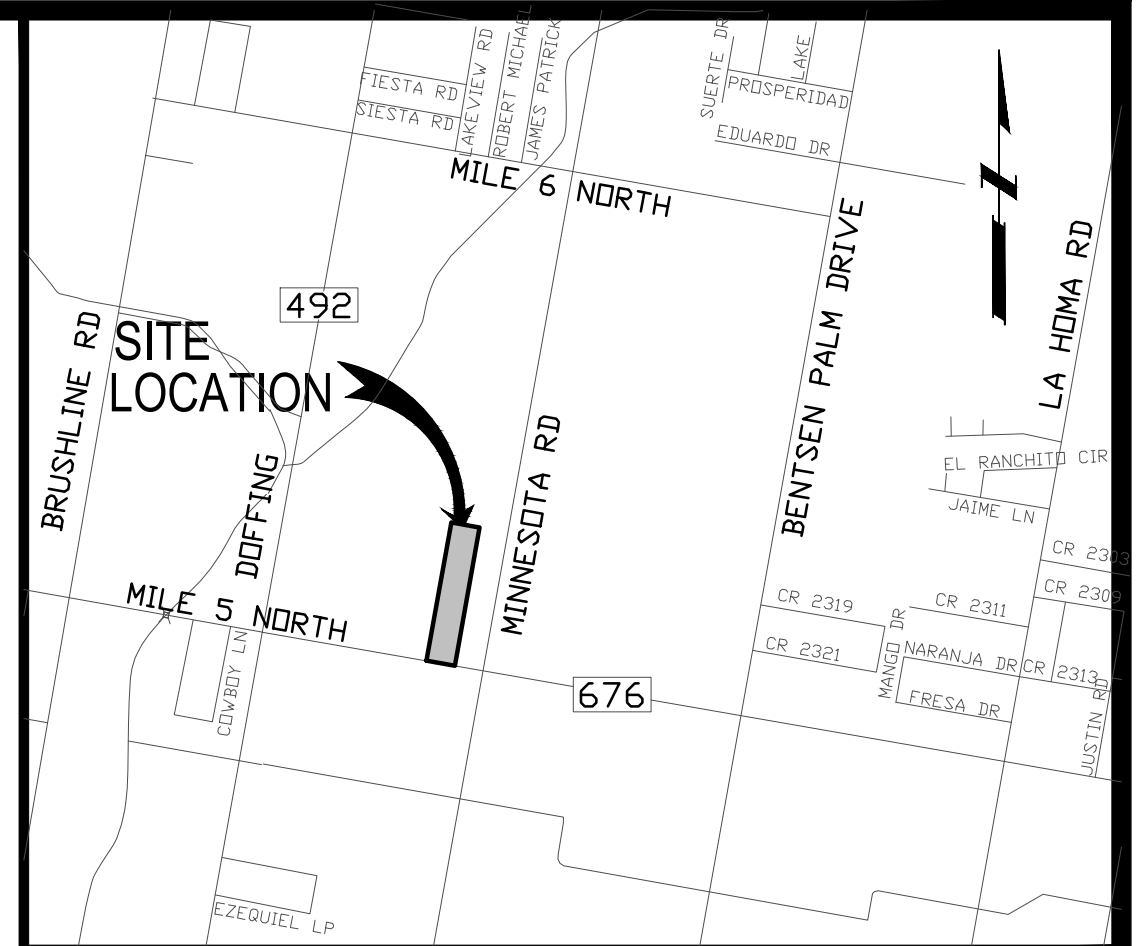 FIESTA RD
SIESTA RD
LAKEVIEW RD
ROBERT MICHAEL
JAMES PATRICK
SUERTE DR
LAKE
PROSPERIDAD
EDUARDO DR
MILE 6 NORTH
492
SITE
LOCATION
BRUSHLINE RD
DOFFING
MINNESOTA RD
BENTSEN PALM DRIVE
LA HOMA RD
EL RANCHITO CIR
JAIME LN
CR 2303
CR 2309
MILE 5 NORTH
COWBOY LN
676
CR 2319
CR 2321
MANGO DR
CR 2311
NARANJA DR
CR 2313
FRESA DR
JUSTIN RD
EZEQUIEL LP